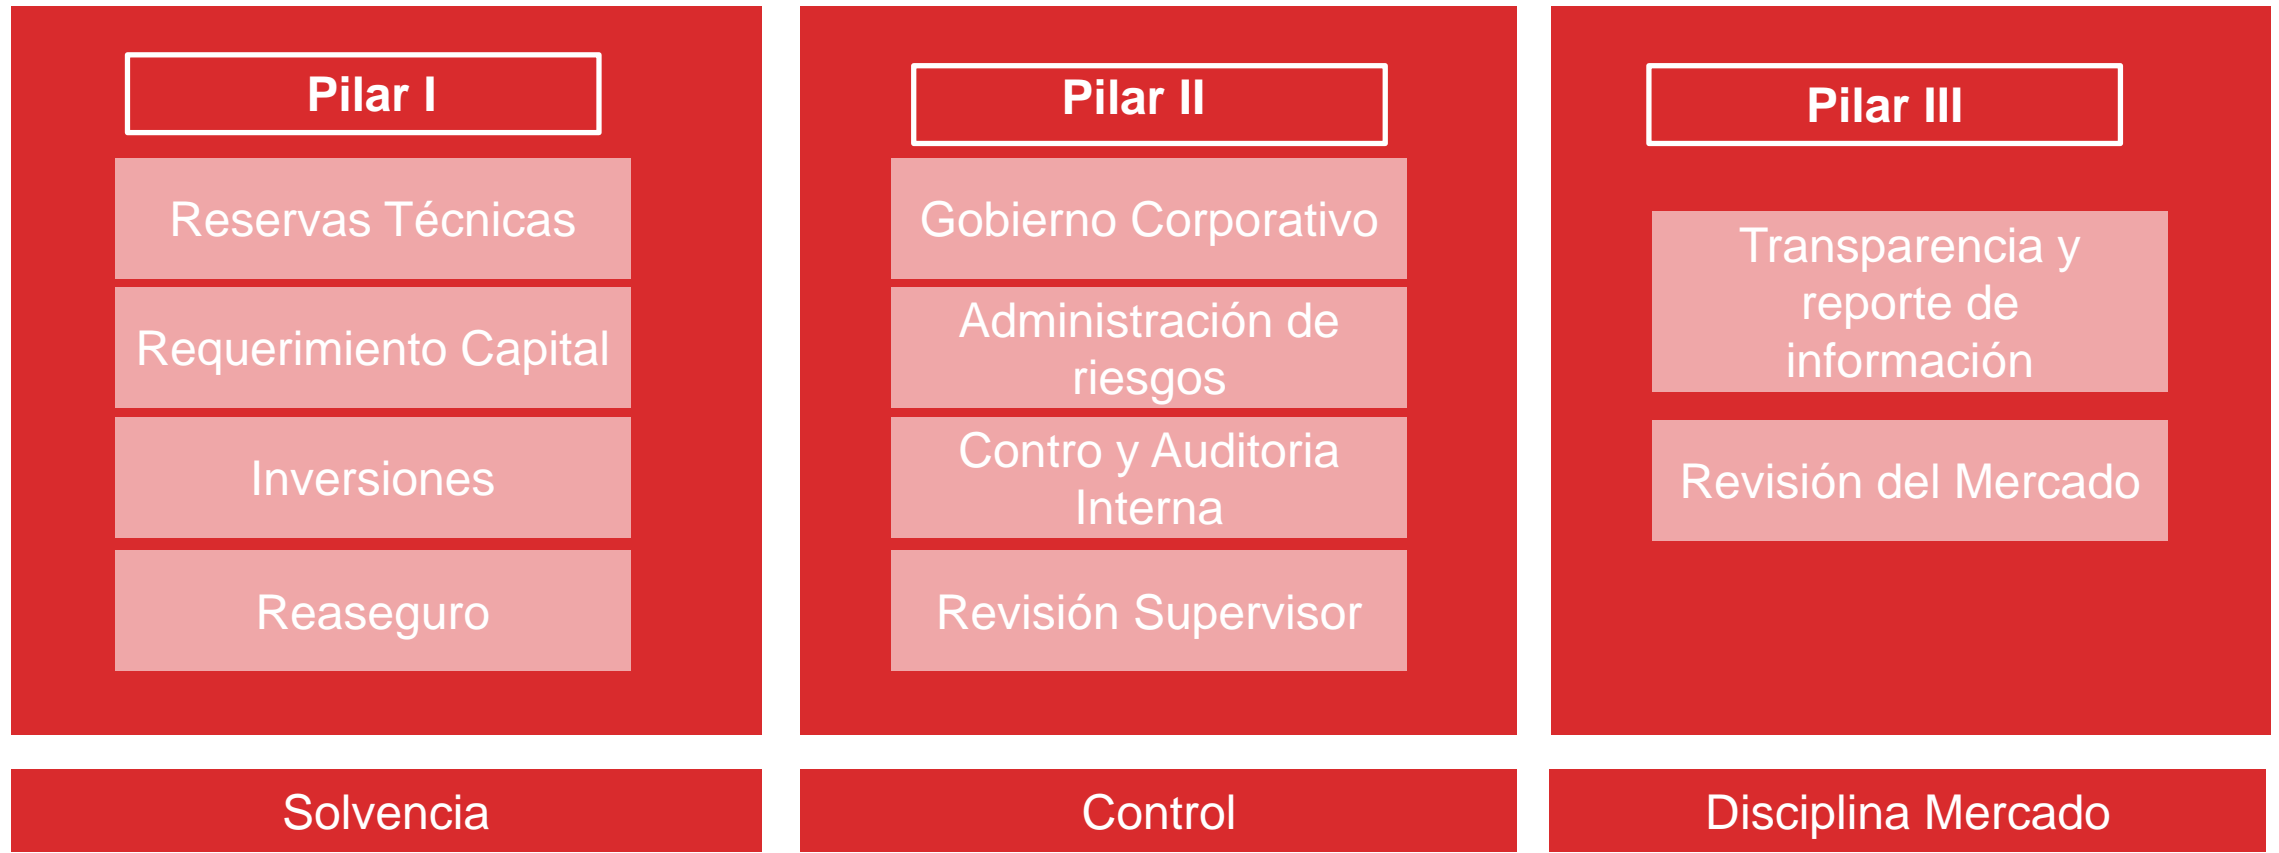 Pilar I
Reservas Técnicas
Requerimiento Capital
Inversiones
Reaseguro
Solvencia
Pilar II
Gobierno Corporativo
Administración de
riesgos
Contro y Auditoria
Interna
Revisión Supervisor
Control
Pilar III
Transparencia y
reporte de
información
Revisión del Mercado
Disciplina Mercado